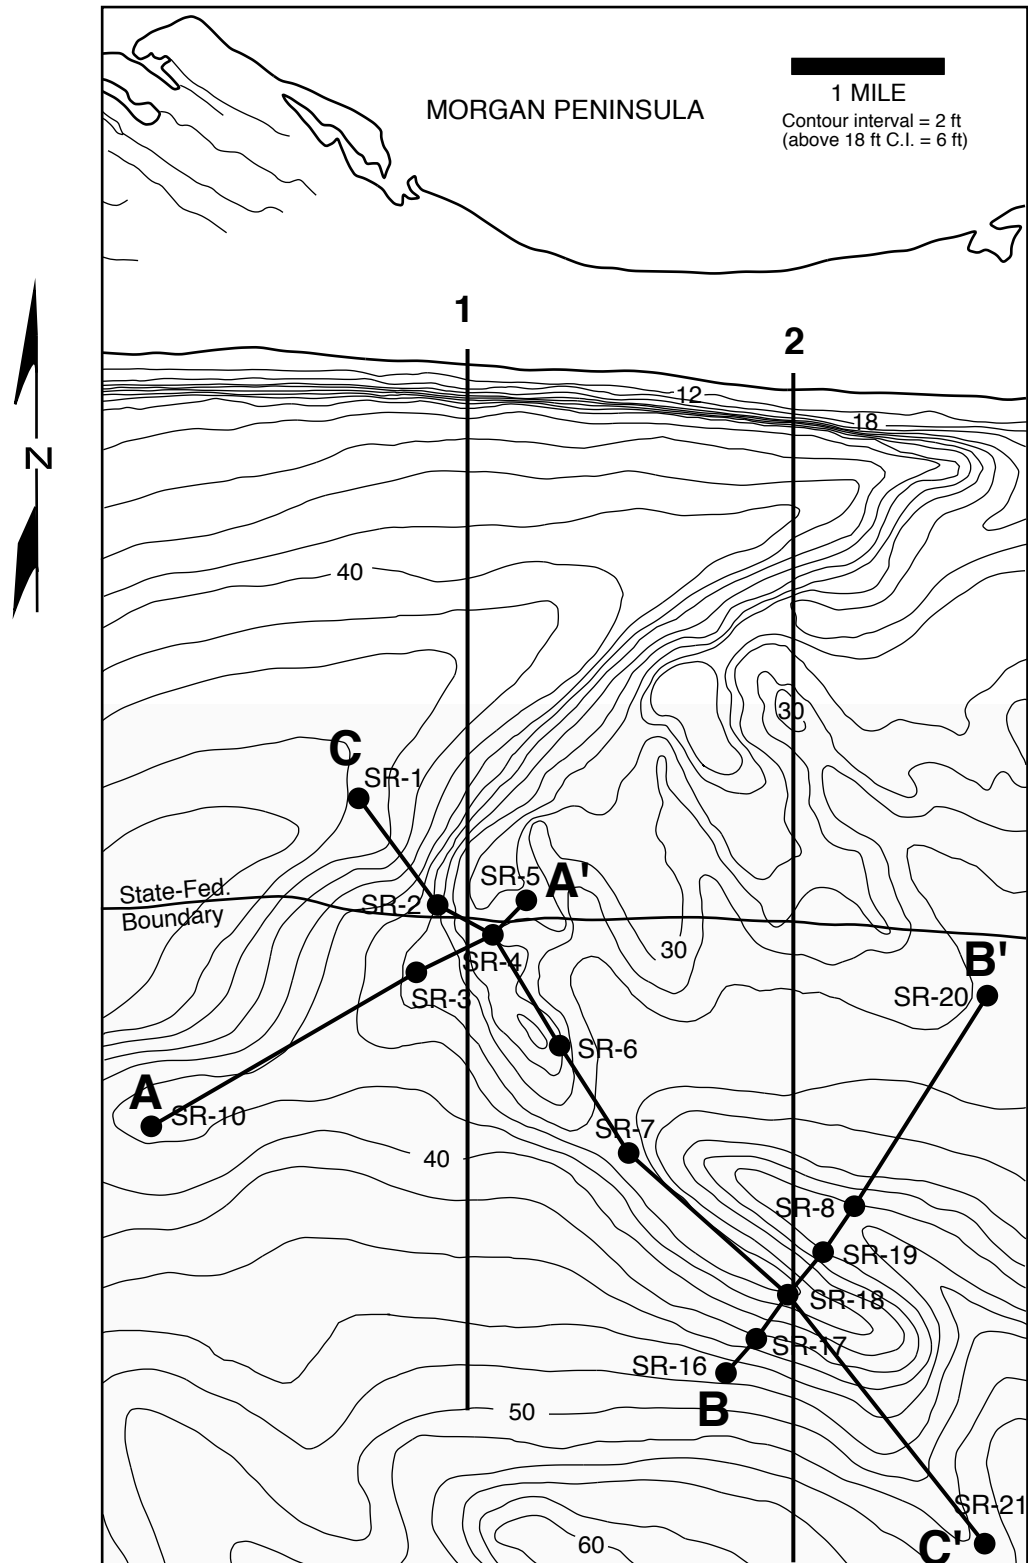 MORGAN PENINSULA
1 MILE
Contour interval = 2 ft
(above 18 ft C.I. = 6 ft)
1
2
12
18
N
40
30
C
SR-1
SR-5
A'
State-Fed.
Boundary
SR-2
SR-4
30
B'
SR-3
SR-20
SR-6
A
SR-10
SR-7
40
SR-8
SR-19
SR-18
SR-17
SR-16
B
50
SR-21
60
C'